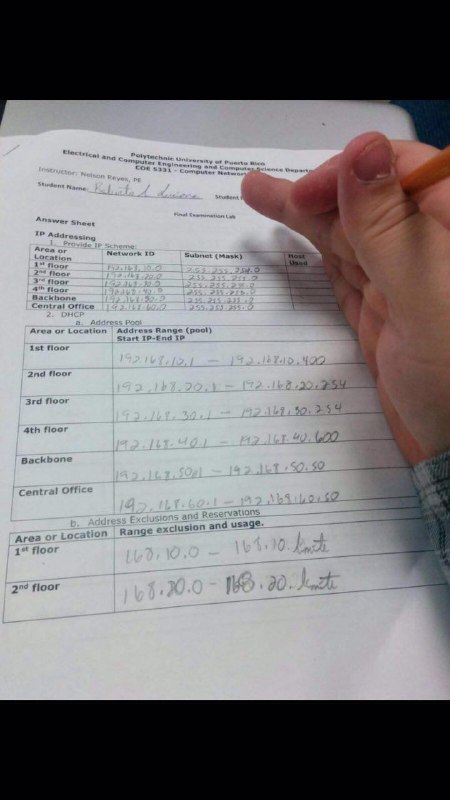 Polytechnic University of Puerto Rico
Electrical and Computer Engineering and Computer Science Depart
COE 5331 - Computer Network
Instructor: Nelson Reyes, PE
Student Name: Roberto
Student
Final Examination Lab
Answer Sheet
IP Addressing
1. Provide IP Scheme:
Area or Location Network ID Subnet (Mask) Host Used
1st floor 192.168.10.0 255.255.254.0
2nd floor 192.168.20.0 255.255.255.0
3rd floor 192.168.30.0 255.255.255.0
4th floor 192.168.40.0 255.255.255.0
Backbone 192.168.50.0 255.255.255.0
Central Office 192.168.60.0 255.255.255.0
2. DHCP
a. Address Pool
Area or Location Address Range (pool) Start IP-End IP
1st floor 192.168.10.1 - 192.168.10.400
2nd floor 192.168.20.1 - 192.168.20.254
3rd floor 192.168.30.1 - 192.168.30.254
4th floor 192.168.40.1 - 192.168.40.600
Backbone 192.168.50.1 - 192.168.50.50
Central Office 192.168.60.1 - 192.168.60.50
b. Address Exclusions and Reservations
Area or Location Range exclusion and usage.
1st floor 168.10.0 - 168.10.limite
2nd floor 168.20.0 - 168.20.limite